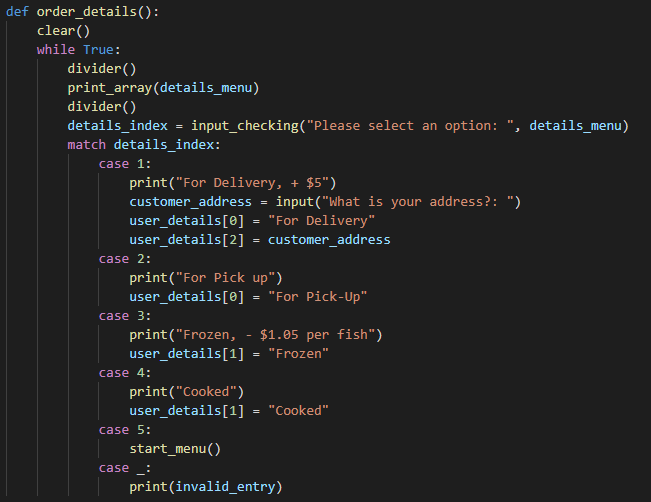 def order_details():
    clear()
    while True:
        divider()
        print_array(details_menu)
        divider()
        details_index = input_checking("Please select an option: ", details_menu)
        match details_index:
            case 1:
                print("For Delivery, + $5")
                customer_address = input("What is your address?: ")
                user_details[0] = "For Delivery"
                user_details[2] = customer_address
            case 2:
                print("For Pick up")
                user_details[0] = "For Pick-Up"
            case 3:
                print("Frozen, - $1.05 per fish")
                user_details[1] = "Frozen"
            case 4:
                print("Cooked")
                user_details[1] = "Cooked"
            case 5:
                start_menu()
            case _:
                print(invalid_entry)